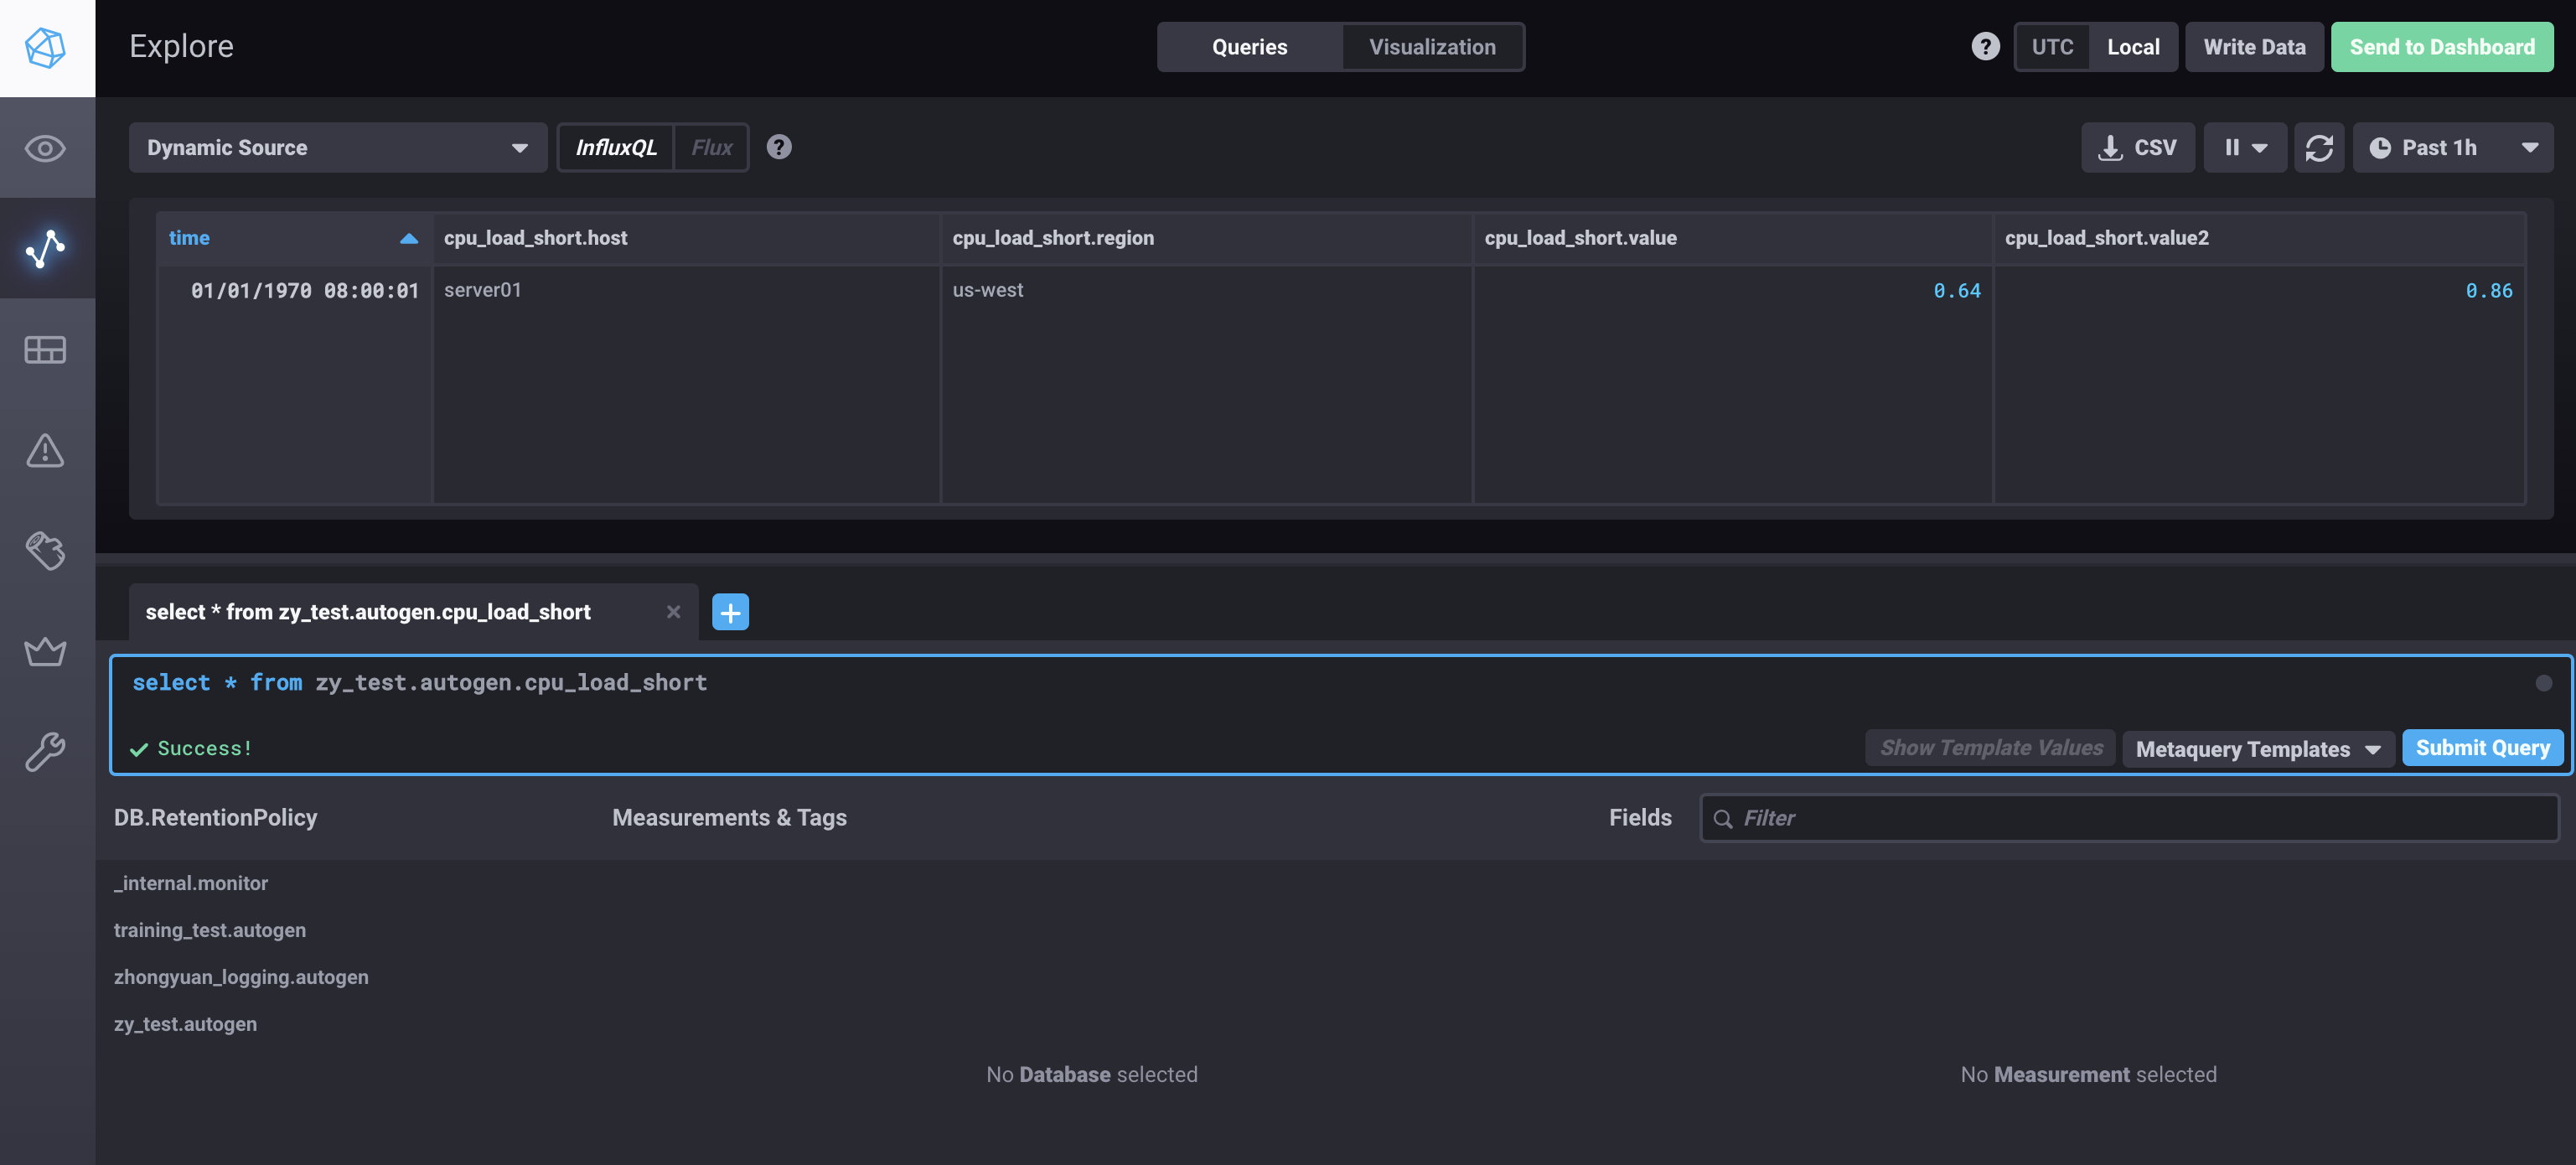 Explore
Queries
Visualization
?
UTC
Local
Write Data
Send to Dashboard
Dynamic Source
InfluxQL
Flux
?
CSV
Past 1h
time
cpu_load_short.host
cpu_load_short.region
cpu_load_short.value
cpu_load_short.value2
01/01/1970 08:00:01
server01
us-west
0.64
0.86
select * from zy_test.autogen.cpu_load_short
select * from zy_test.autogen.cpu_load_short
Success!
Show Template Values
Metaquery Templates
Submit Query
DB.RetentionPolicy
Measurements & Tags
Fields
Filter
_internal.monitor
training_test.autogen
zhongyuan_logging.autogen
zy_test.autogen
No Database selected
No Measurement selected